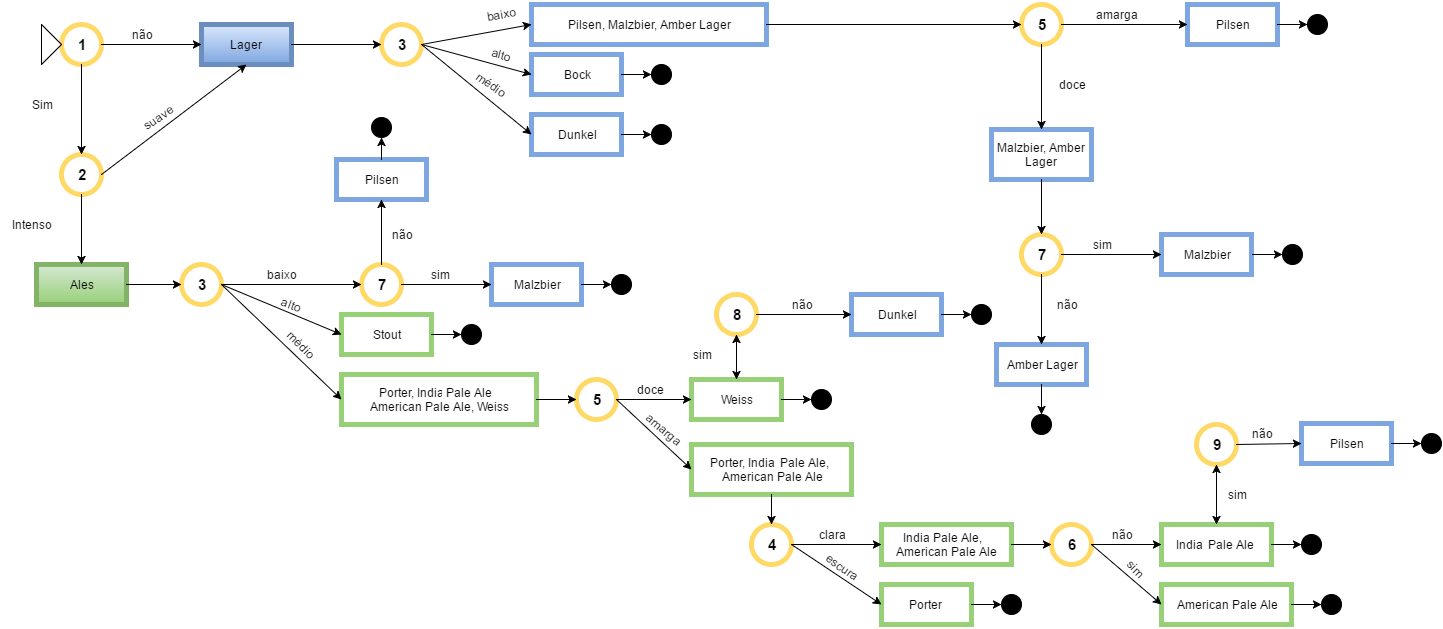 baixo
Pilsen, Malzbier, Amber Lager
5
amarga
Pilsen
1
não
Lager
3
alto
Bock
médio
Dunkel
doce
Sim
suave
Malzbier, Amber
Lager
2
Pilsen
Intenso
não
7
sim
Malzbier
Ales
3
baixo
7
sim
Malzbier
não
alto
Stout
médio
8
não
Dunkel
sim
Amber Lager
Porter, India Pale Ale
American Pale Ale, Weiss
5
doce
Weiss
amarga
Porter, India Pale Ale,
American Pale Ale
9
não
Pilsen
sim
4
clara
India Pale Ale,
American Pale Ale
6
não
India Pale Ale
escura
Porter
sim
American Pale Ale